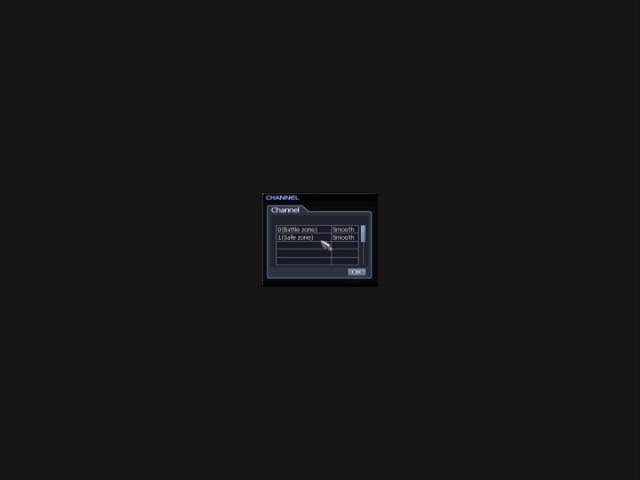 CHANNEL
Channel
0(Battle zone) Smooth
1(Safe zone) Smooth
OK